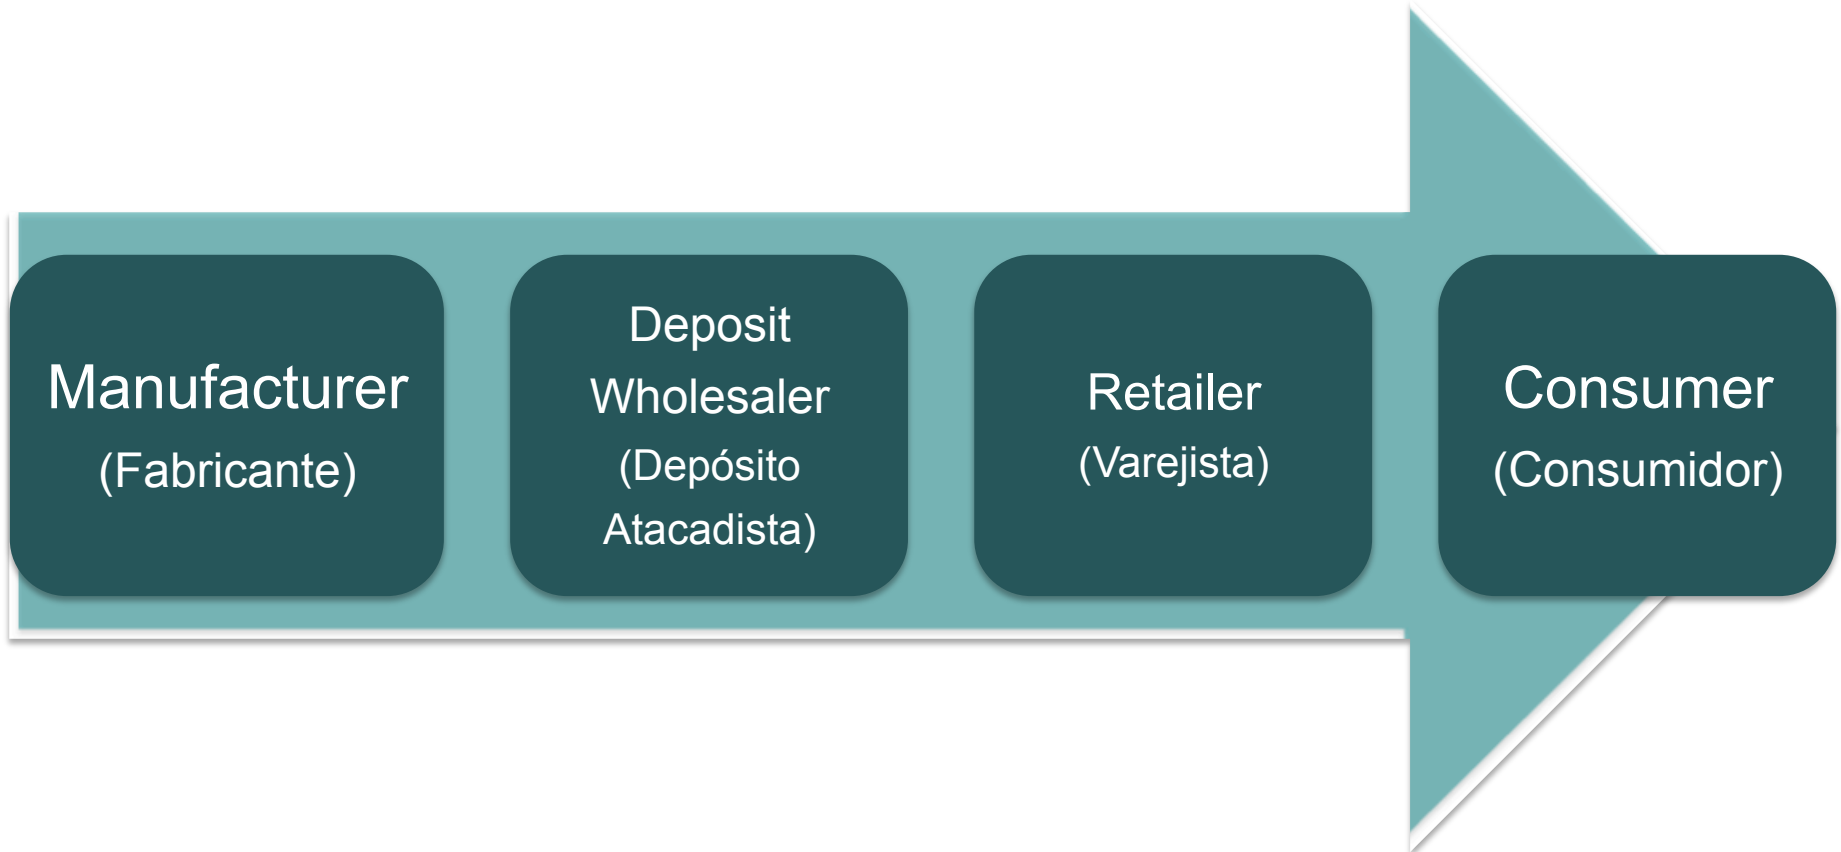 Manufacturer
(Fabricante)
Deposit
Wholesaler
(Depósito
Atacadista)
Retailer
(Varejista)
Consumer
(Consumidor)